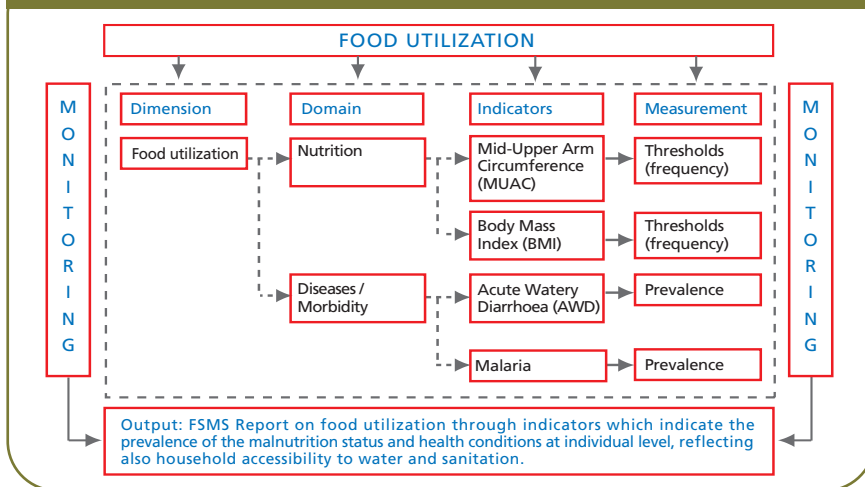 FOOD UTILIZATION
MONITORING
Dimension
Domain
Indicators
Measurement
Food utilization
Nutrition
Mid-Upper Arm
Circumference
(MUAC)
Thresholds
(frequency)
Body Mass
Index (BMI)
Thresholds
(frequency)
Diseases /
Morbidity
Acute Watery
Diarrhoea (AWD)
Prevalence
Malaria
Prevalence
MONITORING
Output: FSMS Report on food utilization through indicators which indicate the
prevalence of the malnutrition status and health conditions at individual level, reflecting
also household accessibility to water and sanitation.